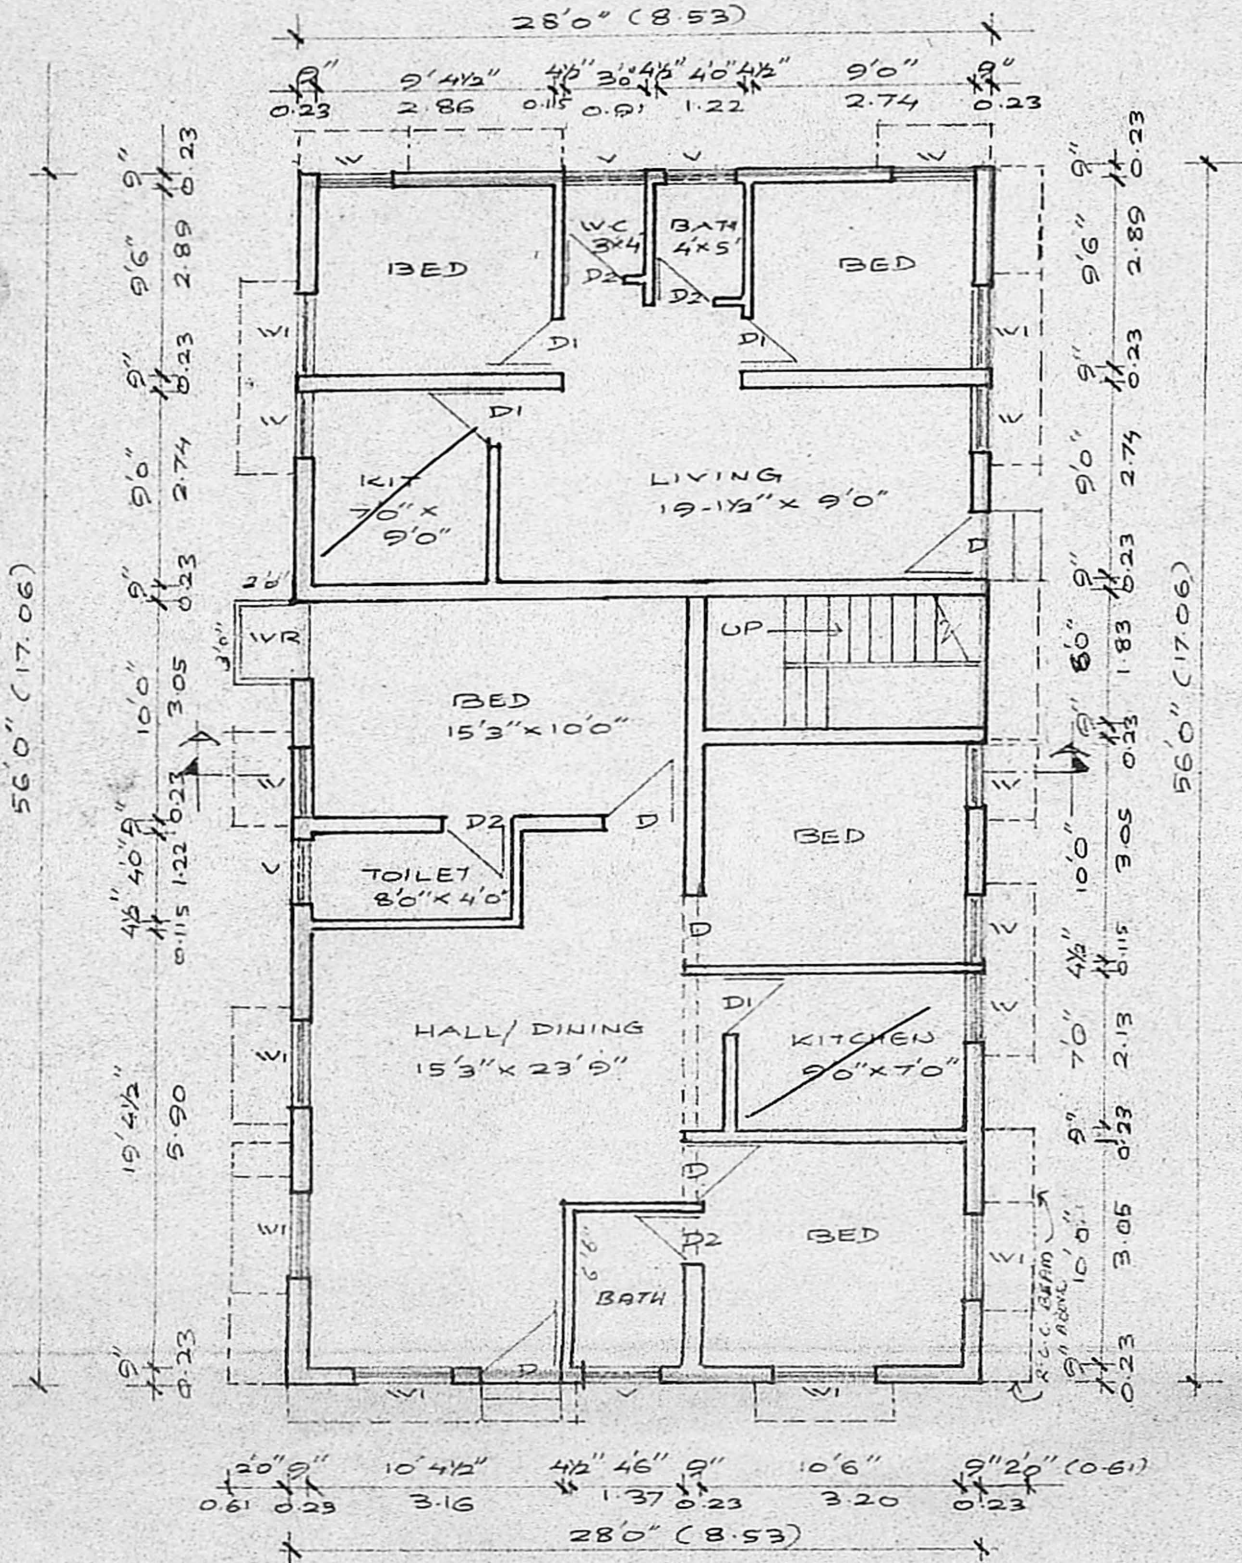 28'0" (8.53)
9" 9'4½" 4½" 3'0" 4½" 4'0" 4½" 9'0" 9"
0.23 2.86 0.115 0.91 1.22 2.74 0.23
W V V W
9" 0.23
9'6" 2.89
9" 0.23
9'0" 2.74
9" 0.23
10'0" 3.05
9" 0.23
4'0" 1.22
4½" 0.115
19'4½" 5.90
9" 0.23
56'0" (17.06)
BED
W.C
3'x4'
D2
BATH
4'x5'
D2
BED
W1
W1
D1
D1
W
D1
W
KIT
7'0" x
9'0"
LIVING
19-1½" x 9'0"
D
2'6"
WR
3'0"
UP
BED
15'3" x 10'0"
W
W
D2
D
BED
V
TOILET
8'0" x 4'0"
D
W
D1
W
HALL/ DINING
15'3" x 23'9"
KITCHEN
9'0" x 7'0"
W1
D
W1
D2
BED
W1
6'6"
BATH
D
W1 V W1
R.C.C. BEAM
9" ABOVE
9" 0.23
9'6" 2.89
9" 0.23
9'0" 2.74
9" 0.23
8'0" 1.83
9" 0.23
10'0" 3.05
4½" 0.115
7'0" 2.13
9" 0.23
10'0" 3.05
9" 0.23
56'0" (17.06)
2'0" 9" 10'4½" 4½" 4'6" 9" 10'6" 9" 2'0" (0.61)
0.61 0.23 3.16 1.37 0.23 3.20 0.23
28'0" (8.53)